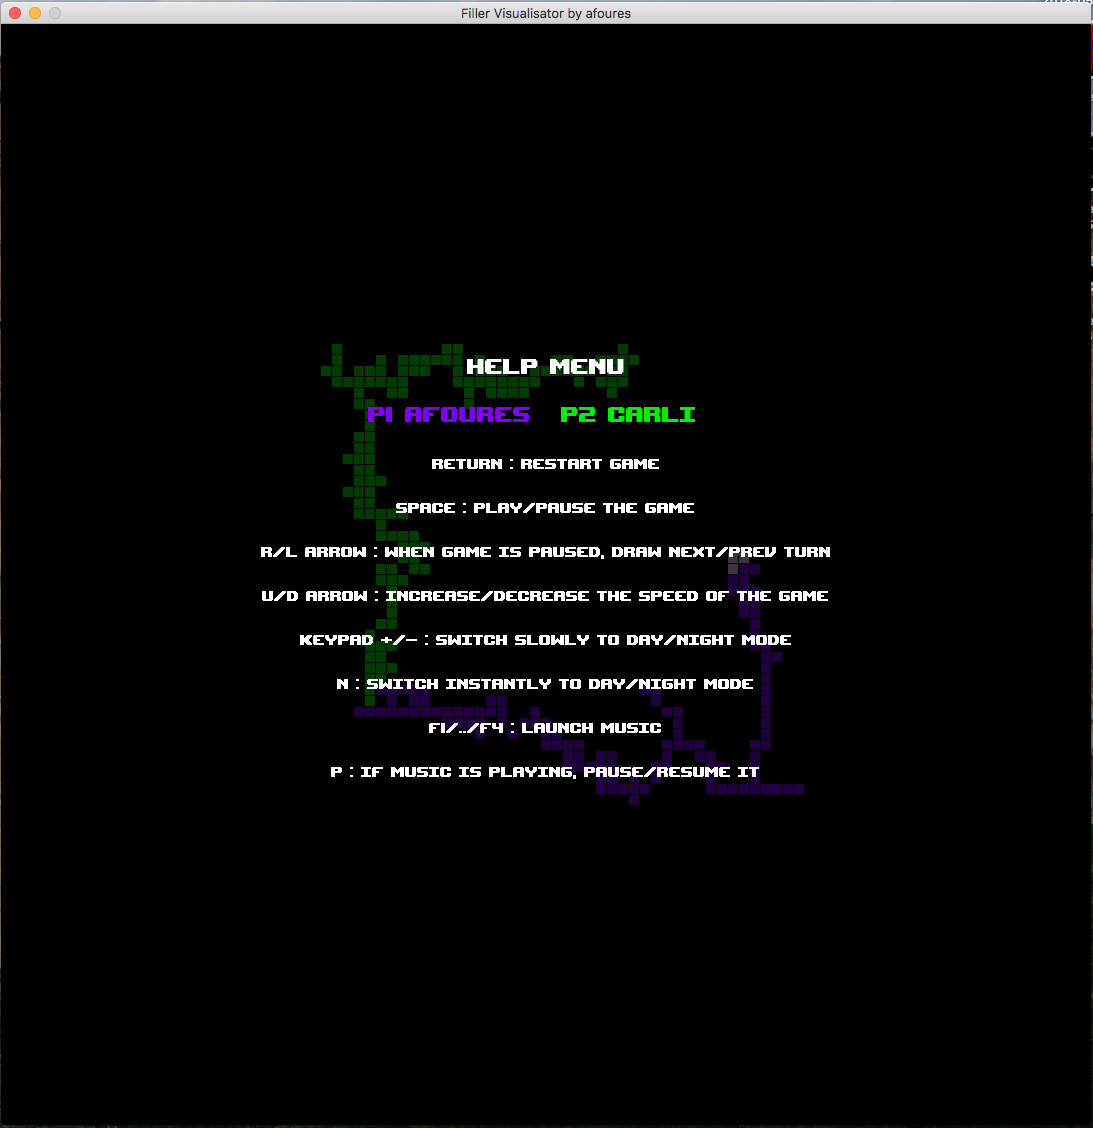 Filler Visualisator by afoures
HELP MENU
P1 AFOURES P2 CARLI
RETURN : RESTART GAME
SPACE : PLAY/PAUSE THE GAME
R/L ARROW : WHEN GAME IS PAUSED, DRAW NEXT/PREV TURN
U/D ARROW : INCREASE/DECREASE THE SPEED OF THE GAME
KEYPAD +/- : SWITCH SLOWLY TO DAY/NIGHT MODE
N : SWITCH INSTANTLY TO DAY/NIGHT MODE
F1/../F4 : LAUNCH MUSIC
P : IF MUSIC IS PLAYING, PAUSE/RESUME IT